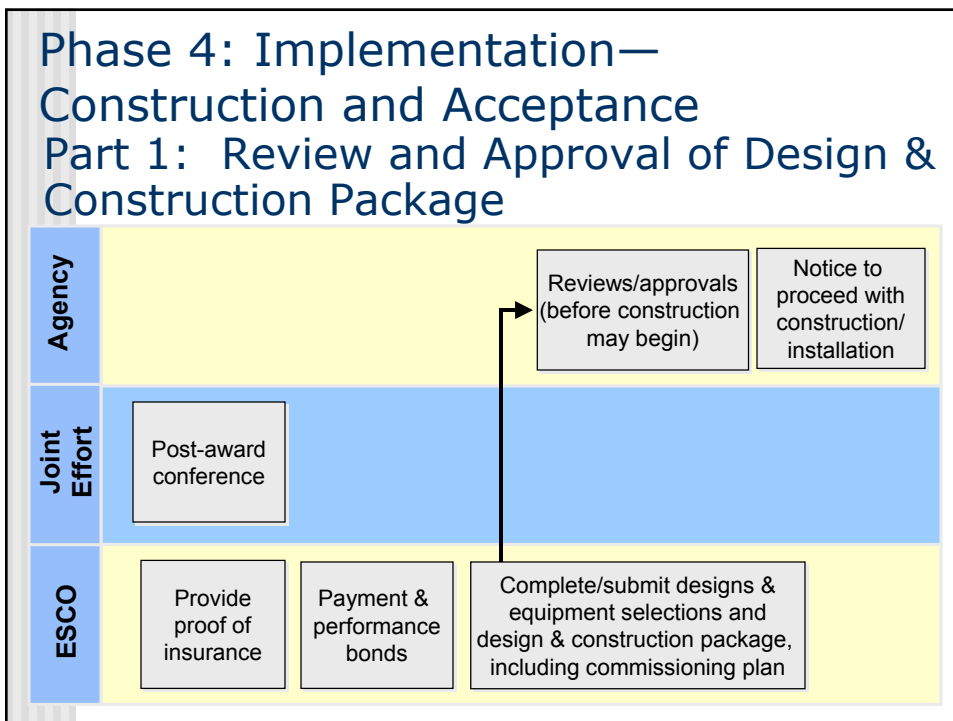 Phase 4: Implementation—
Construction and Acceptance
Part 1: Review and Approval of Design &
Construction Package
Agency
Reviews/approvals
(before construction
may begin)
Notice to
proceed with
construction/
installation
Joint
Effort
Post-award
conference
ESCO
Provide
proof of
insurance
Payment &
performance
bonds
Complete/submit designs &
equipment selections and
design & construction package,
including commissioning plan